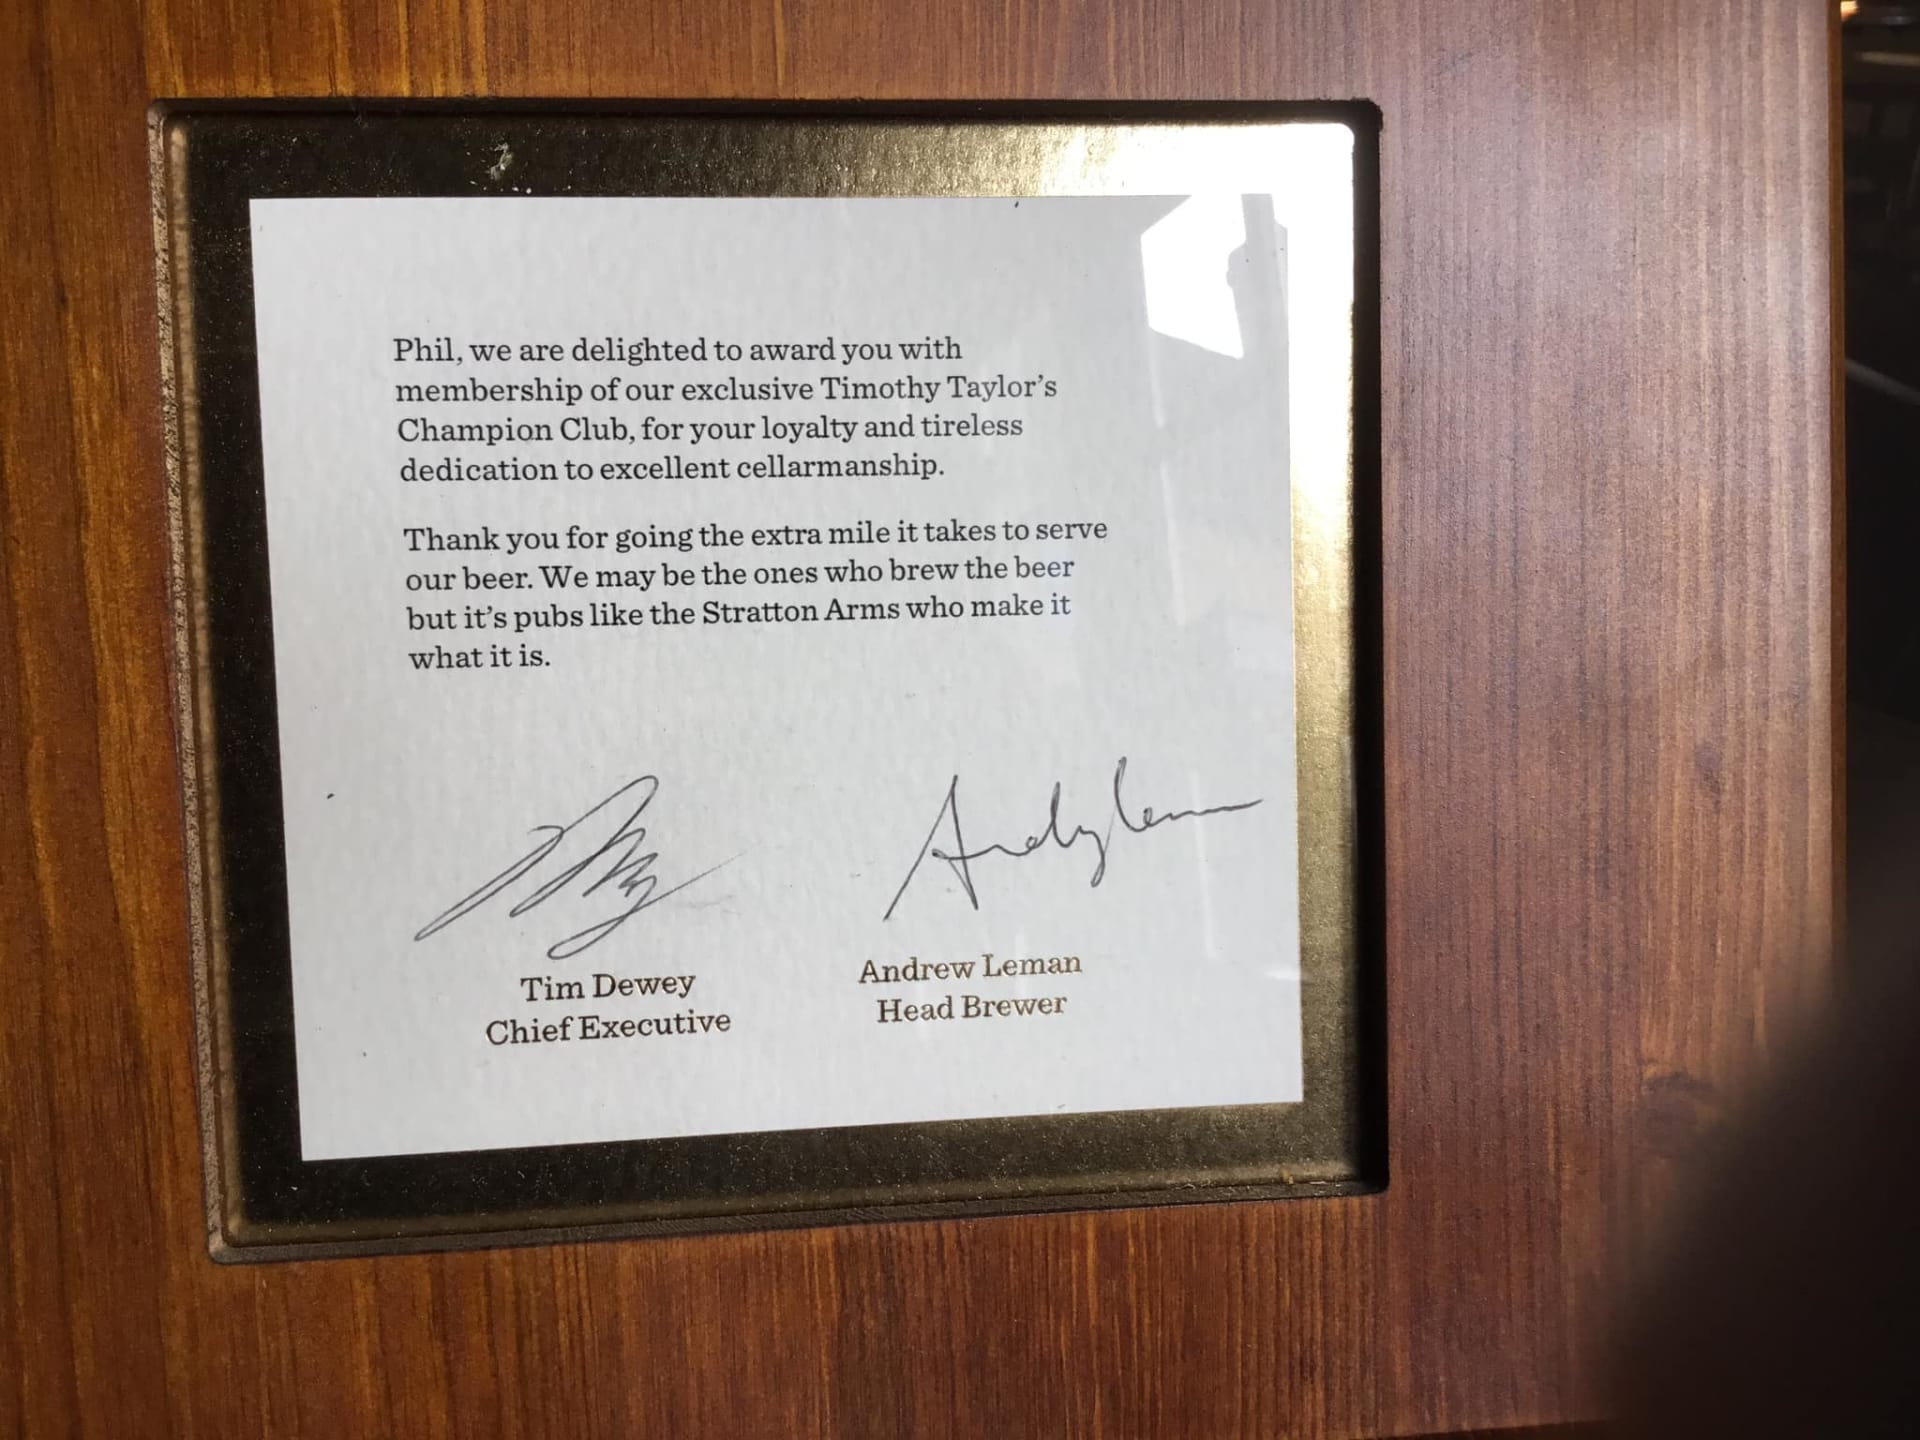 Phil, we are delighted to award you with
membership of our exclusive Timothy Taylor's
Champion Club, for your loyalty and tireless
dedication to excellent cellarmanship.
Thank you for going the extra mile it takes to serve
our beer. We may be the ones who brew the beer
but it's pubs like the Stratton Arms who make it
what it is.
Andy Leman
Tim Dewey
Chief Executive
Andrew Leman
Head Brewer